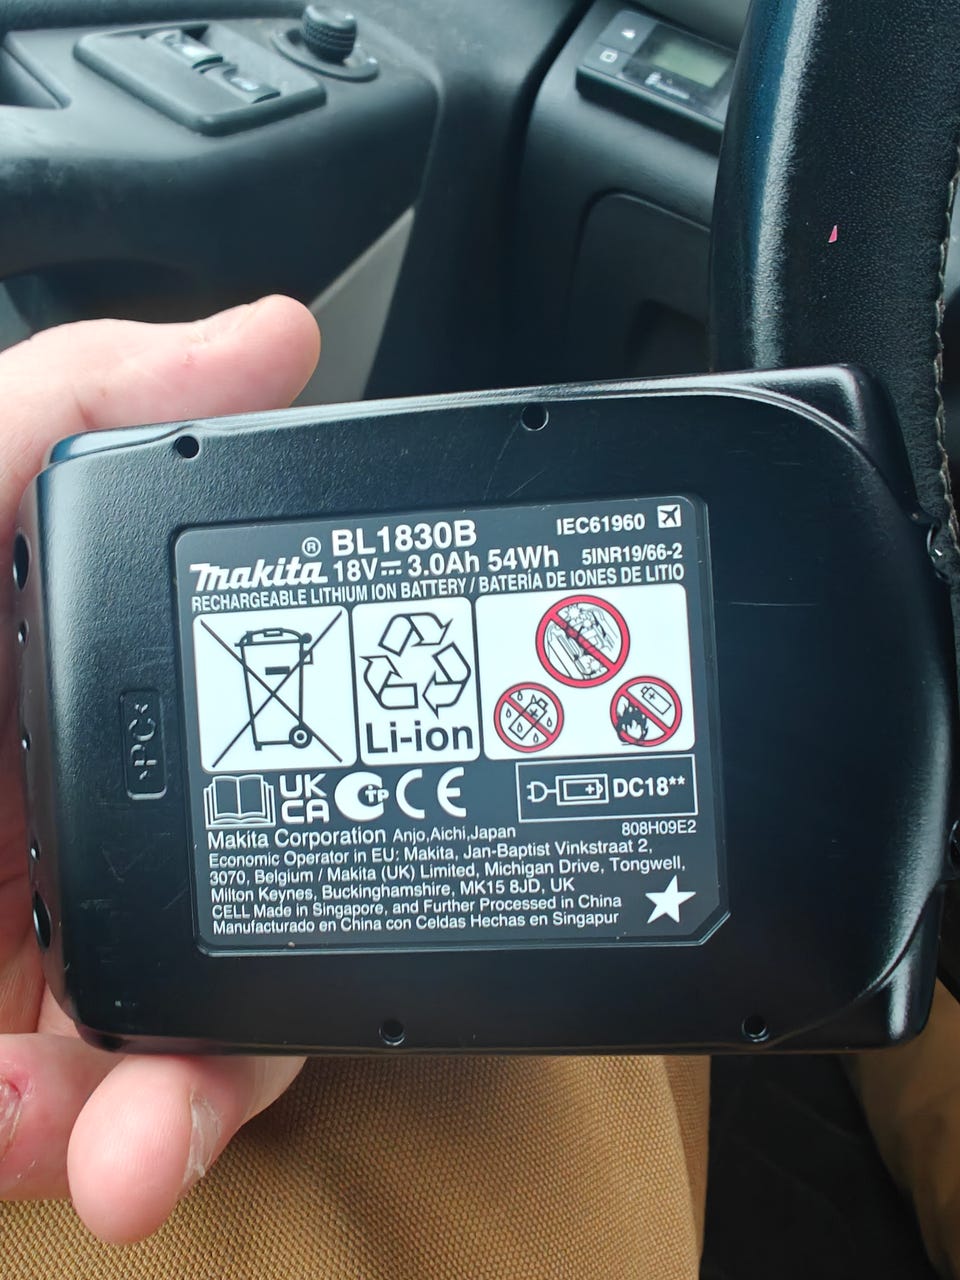 BL1830B
IEC61960
makita® 18V⎓3.0Ah 54Wh 5INR19/66-2
RECHARGEABLE LITHIUM ION BATTERY / BATERÍA DE IONES DE LITIO
Li-ion
UK
CA
TP
CE
DC18**
>PC<
808H09E2
Makita Corporation Anjo,Aichi,Japan
Economic Operator in EU: Makita, Jan-Baptist Vinkstraat 2,
3070, Belgium / Makita (UK) Limited, Michigan Drive, Tongwell,
Milton Keynes, Buckinghamshire, MK15 8JD, UK
CELL Made in Singapore, and Further Processed in China
Manufacturado en China con Celdas Hechas en Singapur